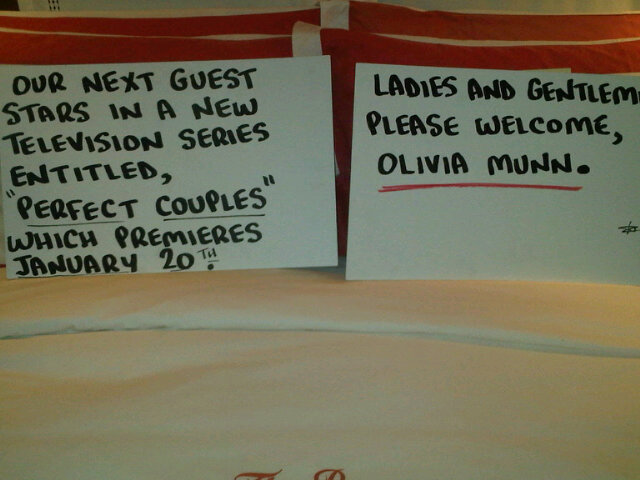 OUR NEXT GUEST
STARS IN A NEW
TELEVISION SERIES
ENTITLED,
"PERFECT COUPLES"
WHICH PREMIERES
JANUARY 20TH.
LADIES AND GENTLEM
PLEASE WELCOME,
OLIVIA MUNN.
The